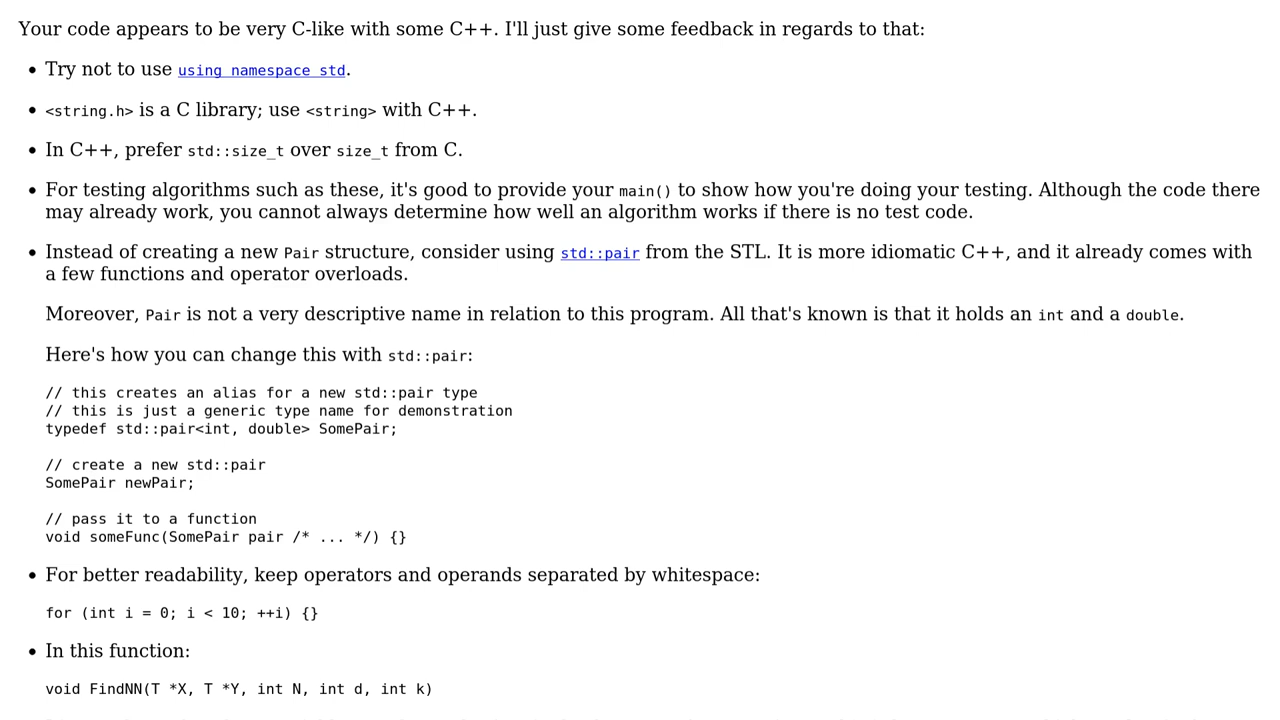 Your code appears to be very C-like with some C++. I'll just give some feedback in regards to that:
• Try not to use using namespace std.
• <string.h> is a C library; use <string> with C++.
• In C++, prefer std::size_t over size_t from C.
• For testing algorithms such as these, it's good to provide your main() to show how you're doing your testing. Although the code there
may already work, you cannot always determine how well an algorithm works if there is no test code.
• Instead of creating a new Pair structure, consider using std::pair from the STL. It is more idiomatic C++, and it already comes with
a few functions and operator overloads.
Moreover, Pair is not a very descriptive name in relation to this program. All that's known is that it holds an int and a double.
Here's how you can change this with std::pair:
// this creates an alias for a new std::pair type
// this is just a generic type name for demonstration
typedef std::pair<int, double> SomePair;
// create a new std::pair
SomePair newPair;
// pass it to a function
void someFunc(SomePair pair /* ... */) {}
• For better readability, keep operators and operands separated by whitespace:
for (int i = 0; i < 10; ++i) {}
• In this function:
void FindNN(T *X, T *Y, int N, int d, int k)